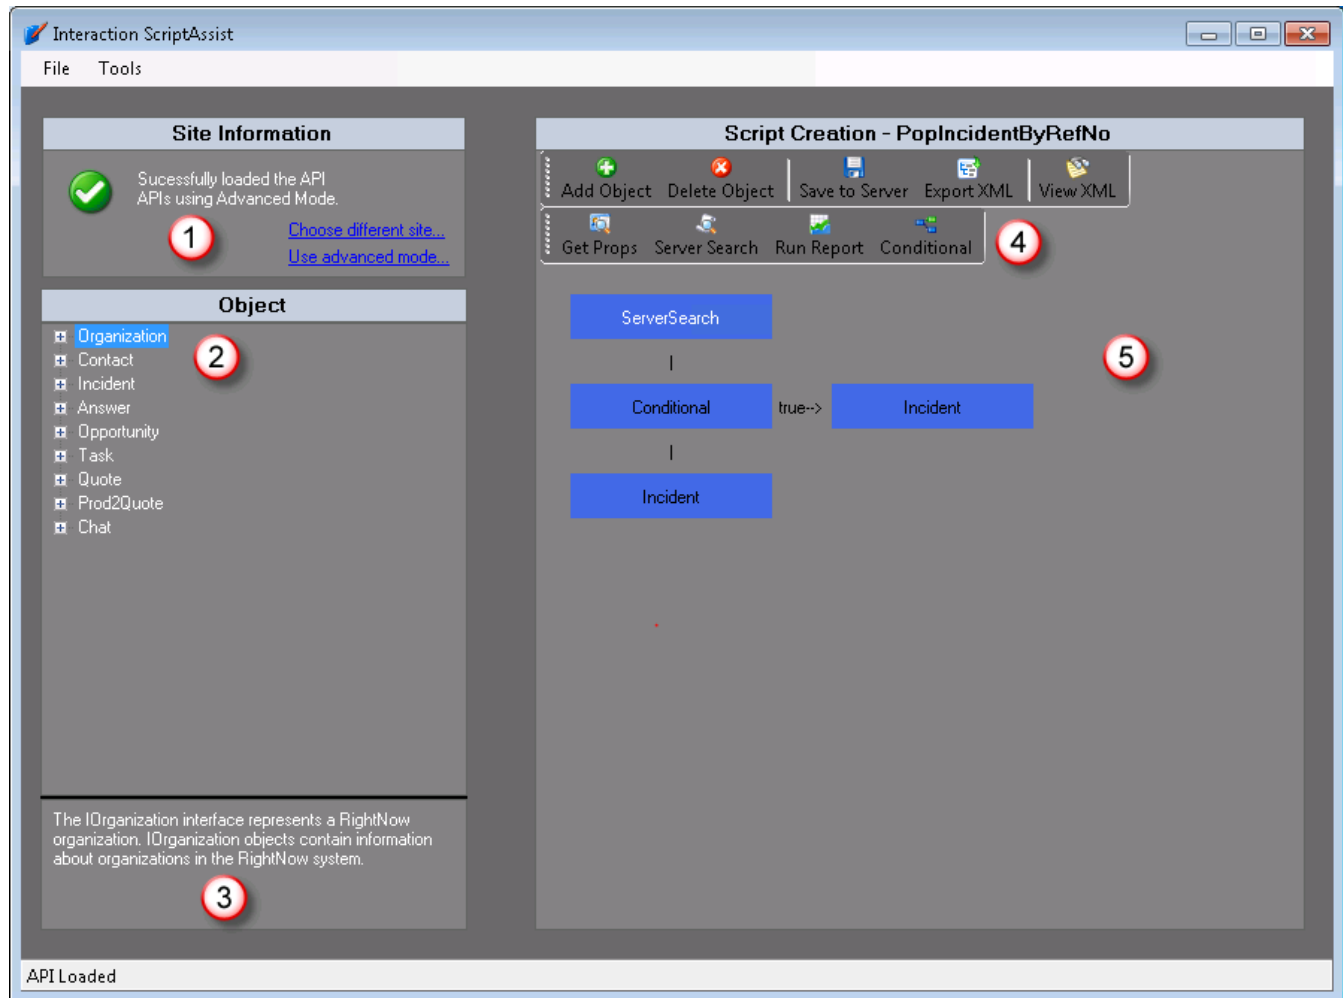 Interaction ScriptAssist
File Tools
Site Information
Sucessfully loaded the API
APIs using Advanced Mode.
1
Choose different site...
Use advanced mode...
Object
Organization
2
Contact
Incident
Answer
Opportunity
Task
Quote
Prod2Quote
Chat
The IOrganization interface represents a RightNow
organization. IOrganization objects contain information
about organizations in the RightNow system.
3
Script Creation - PopIncidentByRefNo
Add Object Delete Object Save to Server Export XML View XML
Get Props Server Search Run Report Conditional
4
ServerSearch
|
5
Conditional true--> Incident
|
Incident
API Loaded